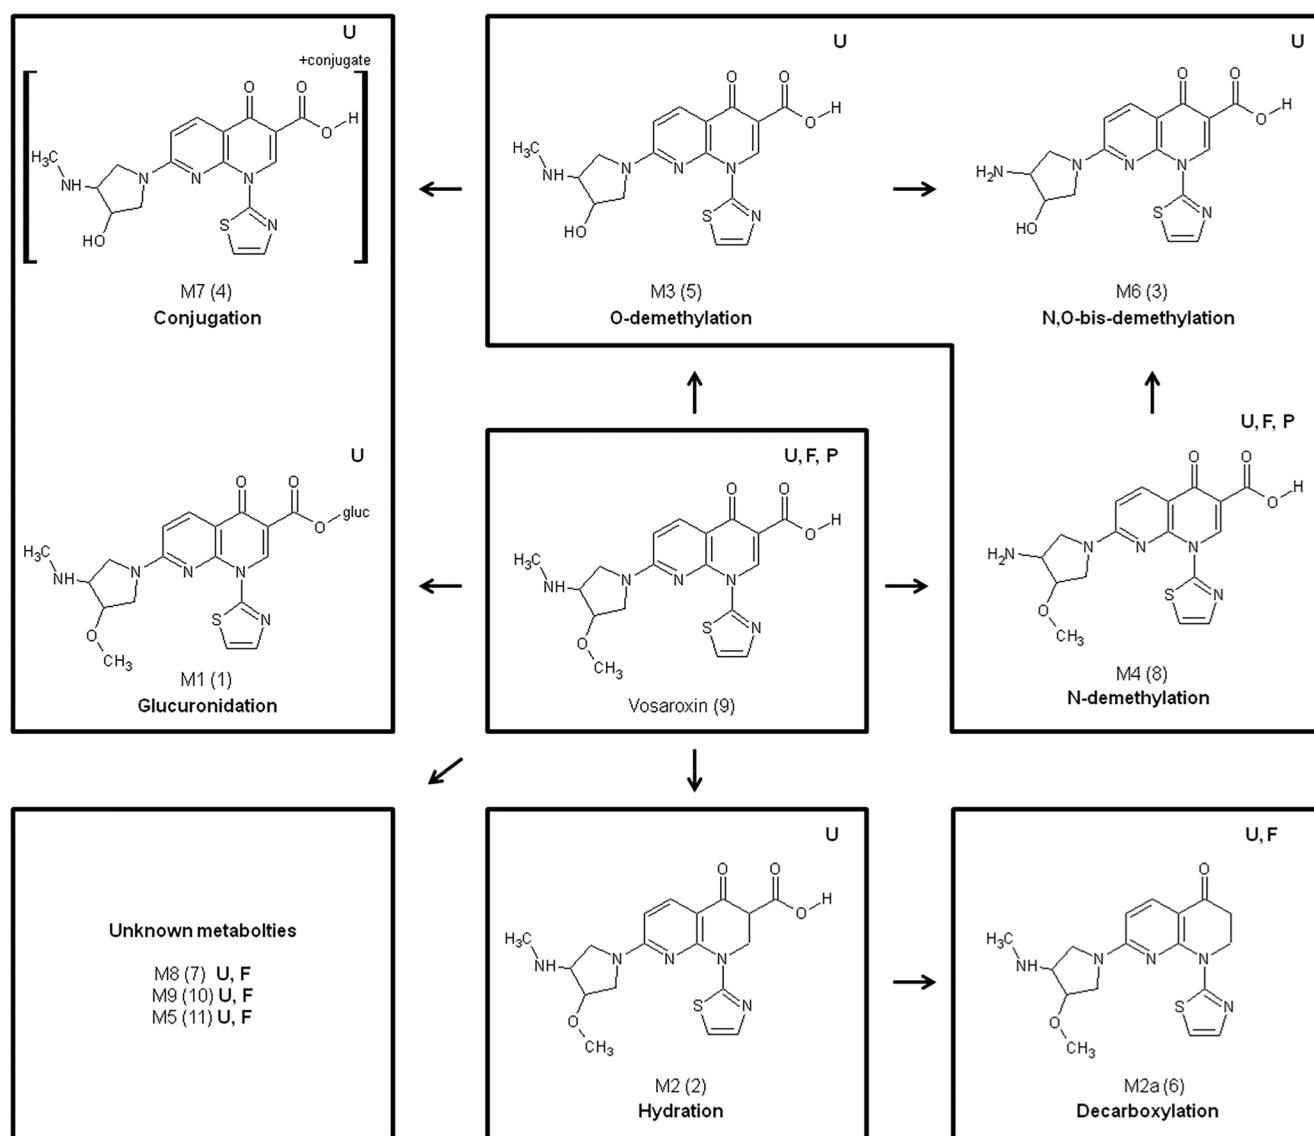 U
+conjugate
O
O
O
H
H₃C
NH
N
N
N
HO
S
N
M7 (4)
Conjugation
U
O
O
O
H
H₃C
NH
N
N
N
HO
S
N
M3 (5)
O-demethylation
U
O
O
O
H
H₂N
N
N
N
HO
S
N
M6 (3)
N,O-bis-demethylation
U
O
O
O
gluc
H₃C
NH
N
N
N
O
CH₃
S
N
M1 (1)
Glucuronidation
U, F, P
O
O
O
H
H₃C
NH
N
N
N
O
CH₃
S
N
Vosaroxin (9)
U, F, P
O
O
O
H
H₂N
N
N
N
O
CH₃
S
N
M4 (8)
N-demethylation
Unknown metabolties
M8 (7) U, F
M9 (10) U, F
M5 (11) U, F
U
O
O
O
H
H₃C
NH
N
N
N
O
CH₃
S
N
M2 (2)
Hydration
U, F
O
H₃C
NH
N
N
N
O
CH₃
S
N
M2a (6)
Decarboxylation